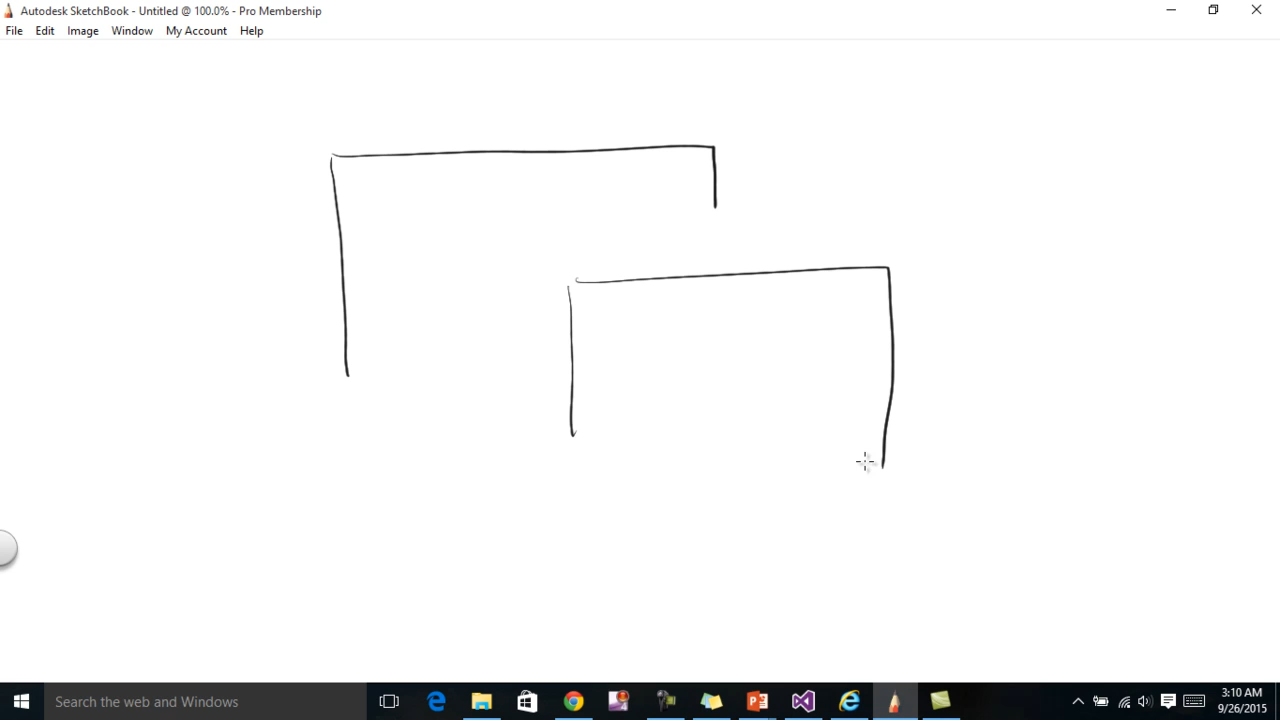 Autodesk SketchBook - Untitled @ 100.0% - Pro Membership
File Edit Image Window My Account Help
Search the web and Windows
3:10 AM
9/26/2015